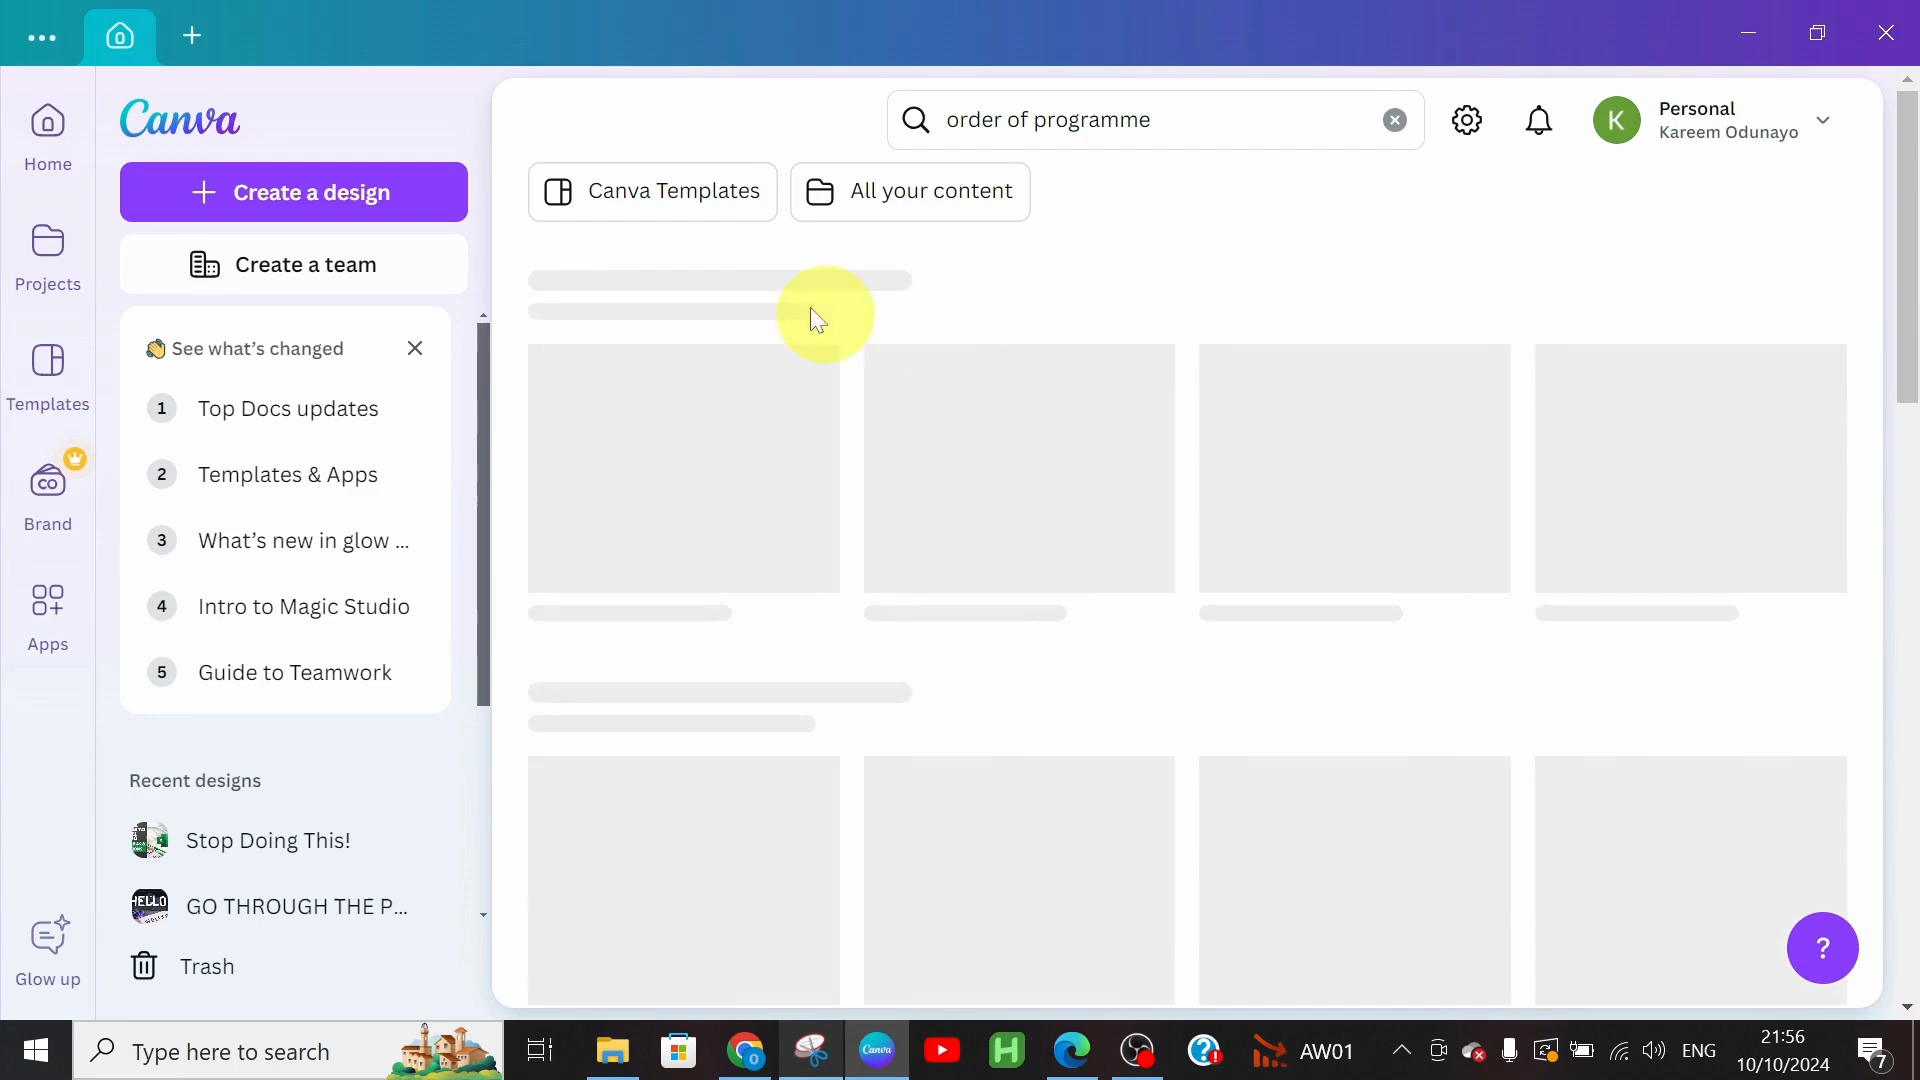 Home
Projects
Templates
CO
Brand
Apps
Glow up
Canva
Create a design
Create a team
See what's changed
1 Top Docs updates
2 Templates & Apps
3 What's new in glow ...
4 Intro to Magic Studio
5 Guide to Teamwork
Recent designs
Stop Doing This!
HELLO
GO THROUGH THE P...
Trash
order of programme
K
Personal
Kareem Odunayo
Canva Templates
All your content
?
Type here to search
Canva
H
AW01
ENG
21:56
10/10/2024
7